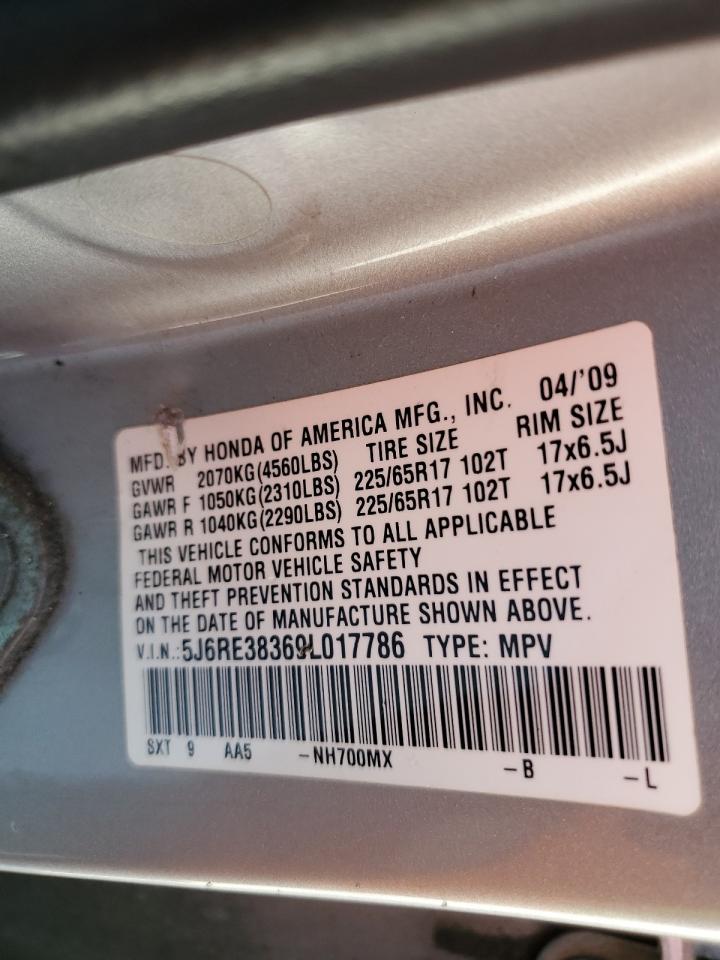 MFD. BY HONDA OF AMERICA MFG., INC. 04/'09
GVWR 2070KG(4560LBS) TIRE SIZE RIM SIZE
GAWR F 1050KG(2310LBS) 225/65R17 102T 17x6.5J
GAWR R 1040KG(2290LBS) 225/65R17 102T 17x6.5J
THIS VEHICLE CONFORMS TO ALL APPLICABLE
FEDERAL MOTOR VEHICLE SAFETY
AND THEFT PREVENTION STANDARDS IN EFFECT
ON THE DATE OF MANUFACTURE SHOWN ABOVE.
V.I.N.:5J6RE38369L017786 TYPE: MPV
SXT 9 AA5 -NH700MX -B -L